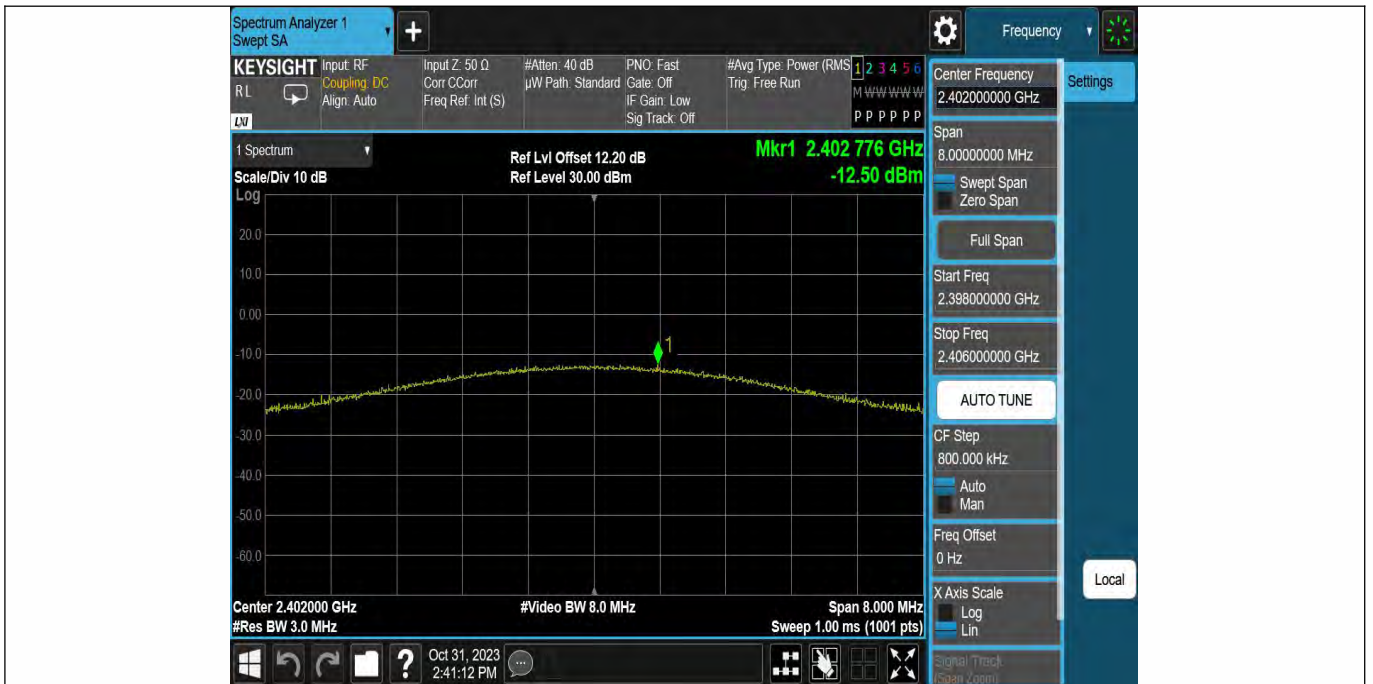 Spectrum Analyzer 1
Swept SA
+
Frequency
KEYSIGHT
R L
LXI
Input: RF
Coupling: DC
Align: Auto
Input Z: 50 Ω
Corr CCorr
Freq Ref: Int (S)
#Atten: 40 dB
µW Path: Standard
PNO: Fast
Gate: Off
IF Gain: Low
Sig Track: Off
#Avg Type: Power (RMS
Trig: Free Run
1 2 3 4 5 6
M W W W W W
P P P P P P
1 Spectrum
Scale/Div 10 dB
Log
Ref Lvl Offset 12.20 dB
Ref Level 30.00 dBm
Mkr1 2.402 776 GHz
-12.50 dBm
20.0
10.0
0.00
-10.0
-20.0
-30.0
-40.0
-50.0
-60.0
1
Center 2.402000 GHz
#Res BW 3.0 MHz
#Video BW 8.0 MHz
Span 8.000 MHz
Sweep 1.00 ms (1001 pts)
?
Oct 31, 2023
2:41:12 PM
Center Frequency
2.402000000 GHz
Settings
Span
8.00000000 MHz
Swept Span
Zero Span
Full Span
Start Freq
2.398000000 GHz
Stop Freq
2.406000000 GHz
AUTO TUNE
CF Step
800.000 kHz
Auto
Man
Freq Offset
0 Hz
X Axis Scale
Log
Lin
Signal Track
(Span Zoom)
Local